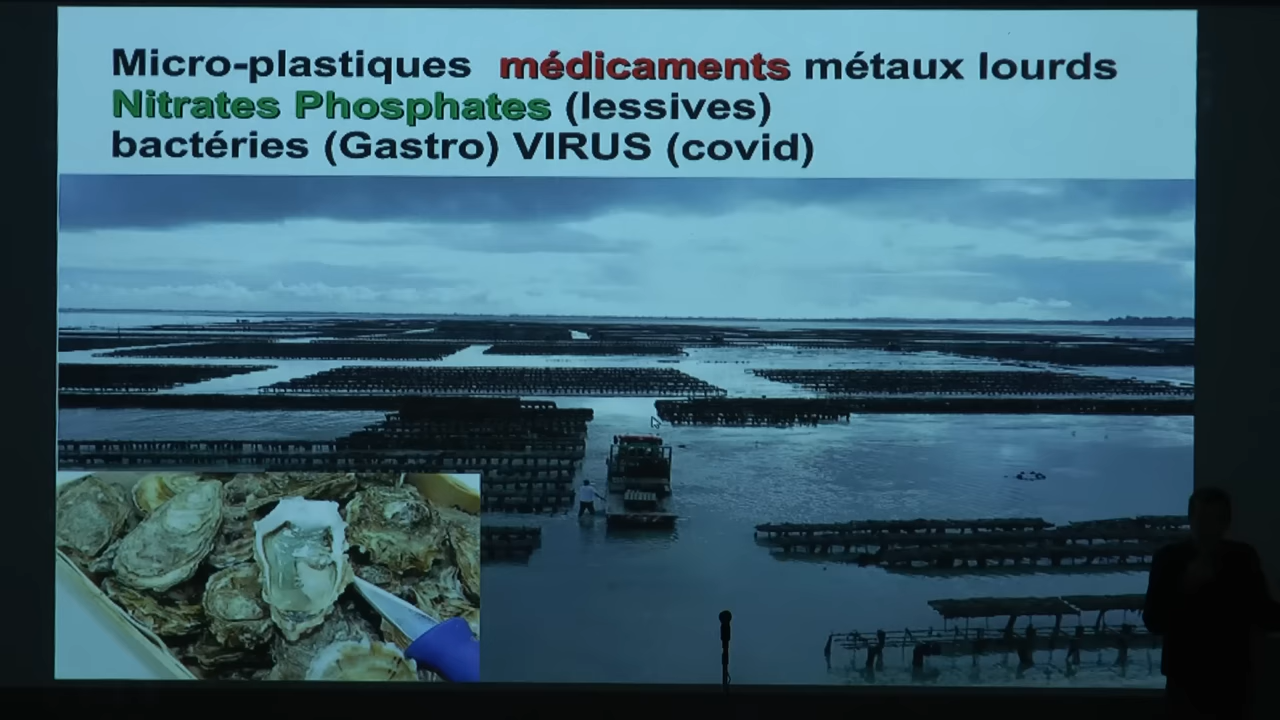 Micro-plastiques médicaments métaux lourds
Nitrates Phosphates (lessives)
bactéries (Gastro) VIRUS (covid)